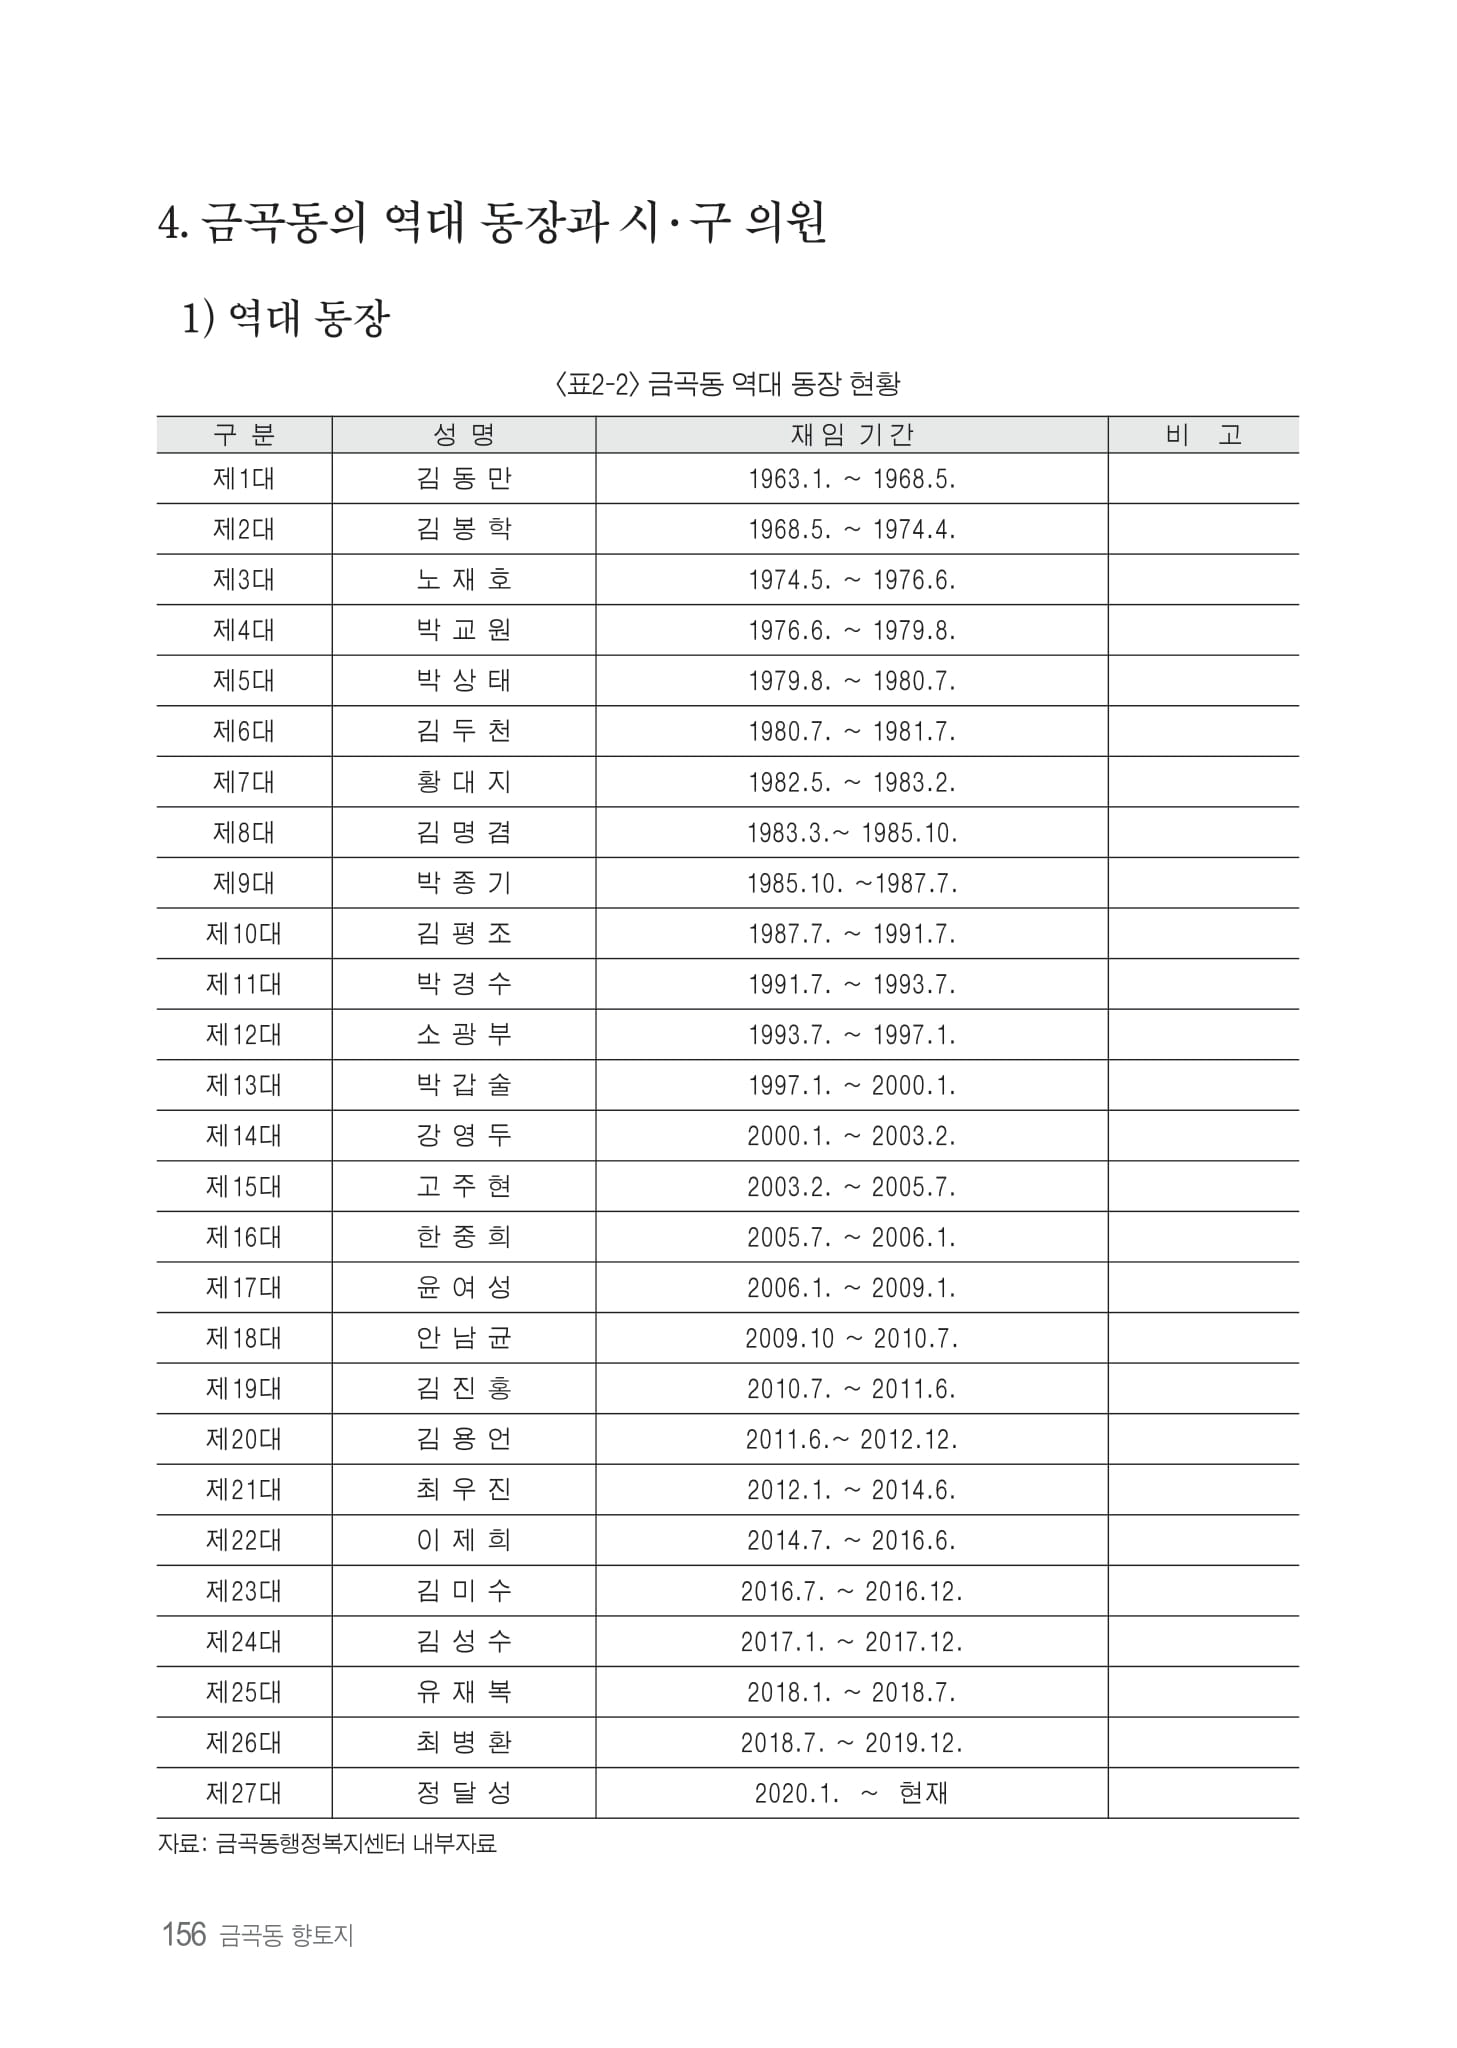 4. 금곡동의 역대 동장과 시·구 의원
1) 역대 동장
〈표2-2〉 금곡동 역대 동장 현황
구 분 성 명 재임 기간 비 고
제1대 김 동 만 1963.1. ~ 1968.5.
제2대 김 봉 학 1968.5. ~ 1974.4.
제3대 노 재 호 1974.5. ~ 1976.6.
제4대 박 교 원 1976.6. ~ 1979.8.
제5대 박 상 태 1979.8. ~ 1980.7.
제6대 김 두 천 1980.7. ~ 1981.7.
제7대 황 대 지 1982.5. ~ 1983.2.
제8대 김 명 겸 1983.3.~ 1985.10.
제9대 박 종 기 1985.10. ~1987.7.
제10대 김 평 조 1987.7. ~ 1991.7.
제11대 박 경 수 1991.7. ~ 1993.7.
제12대 소 광 부 1993.7. ~ 1997.1.
제13대 박 갑 술 1997.1. ~ 2000.1.
제14대 강 영 두 2000.1. ~ 2003.2.
제15대 고 주 현 2003.2. ~ 2005.7.
제16대 한 중 희 2005.7. ~ 2006.1.
제17대 윤 여 성 2006.1. ~ 2009.1.
제18대 안 남 균 2009.10 ~ 2010.7.
제19대 김 진 홍 2010.7. ~ 2011.6.
제20대 김 용 언 2011.6.~ 2012.12.
제21대 최 우 진 2012.1. ~ 2014.6.
제22대 이 제 희 2014.7. ~ 2016.6.
제23대 김 미 수 2016.7. ~ 2016.12.
제24대 김 성 수 2017.1. ~ 2017.12.
제25대 유 재 복 2018.1. ~ 2018.7.
제26대 최 병 환 2018.7. ~ 2019.12.
제27대 정 달 성 2020.1. ~ 현재
자료: 금곡동행정복지센터 내부자료
156 금곡동 향토지